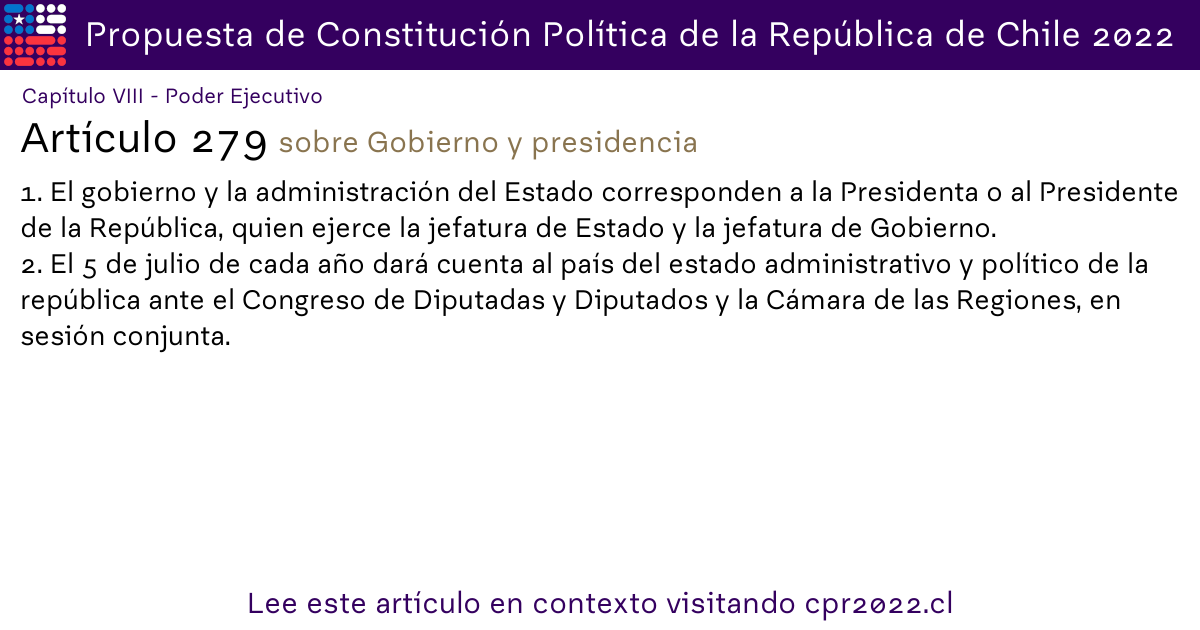 Propuesta de Constitución Política de la República de Chile 2022
Capítulo VIII - Poder Ejecutivo
Artículo 279 sobre Gobierno y presidencia
1. El gobierno y la administración del Estado corresponden a la Presidenta o al Presidente
de la República, quien ejerce la jefatura de Estado y la jefatura de Gobierno.
2. El 5 de julio de cada año dará cuenta al país del estado administrativo y político de la
república ante el Congreso de Diputadas y Diputados y la Cámara de las Regiones, en
sesión conjunta.
Lee este artículo en contexto visitando cpr2022.cl